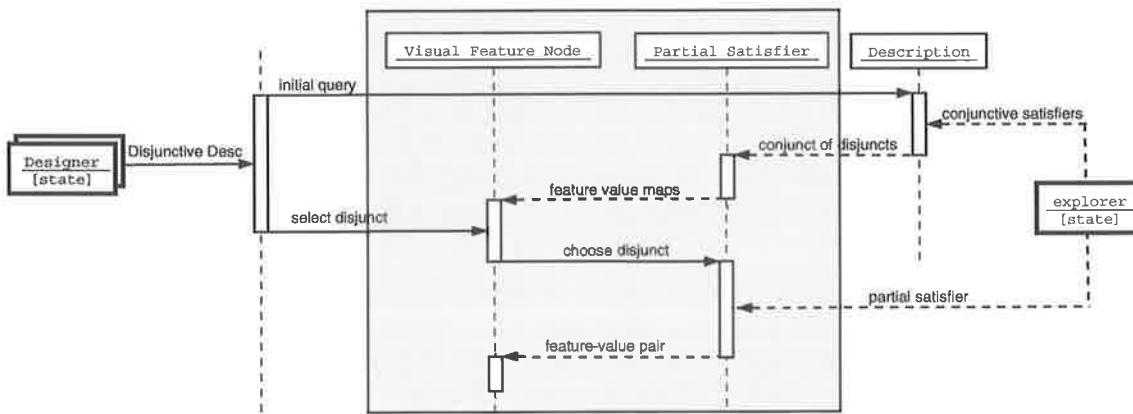 Visual Feature Node
Partial Satisfier
Description
initial query
conjunctive satisfiers
Disjunctive Desc
conjunct of disjuncts
Designer
[state]
feature value maps
explorer
[state]
select disjunct
choose disjunct
partial satisfier
feature-value pair